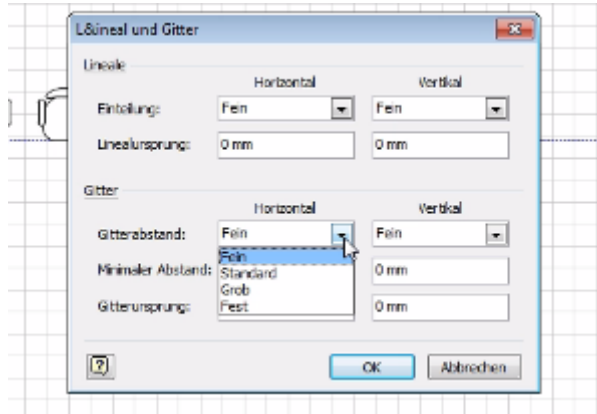 L&ineal und Gitter
Lineale
Horizontal Vertikal
Einteilung: Fein Fein
Linealursprung: 0 mm 0 mm
Gitter
Horizontal Vertikal
Gitterabstand: Fein Fein
Fein
Minimaler Abstand: Standard 0 mm
Grob
Gitterursprung: Fest 0 mm
OK Abbrechen